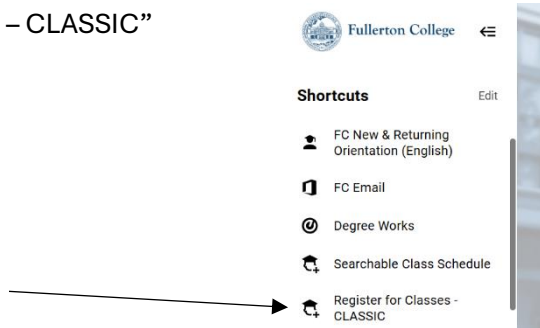 – CLASSIC”
Fullerton College
Shortcuts Edit
FC New & Returning
Orientation (English)
FC Email
Degree Works
Searchable Class Schedule
Register for Classes -
CLASSIC